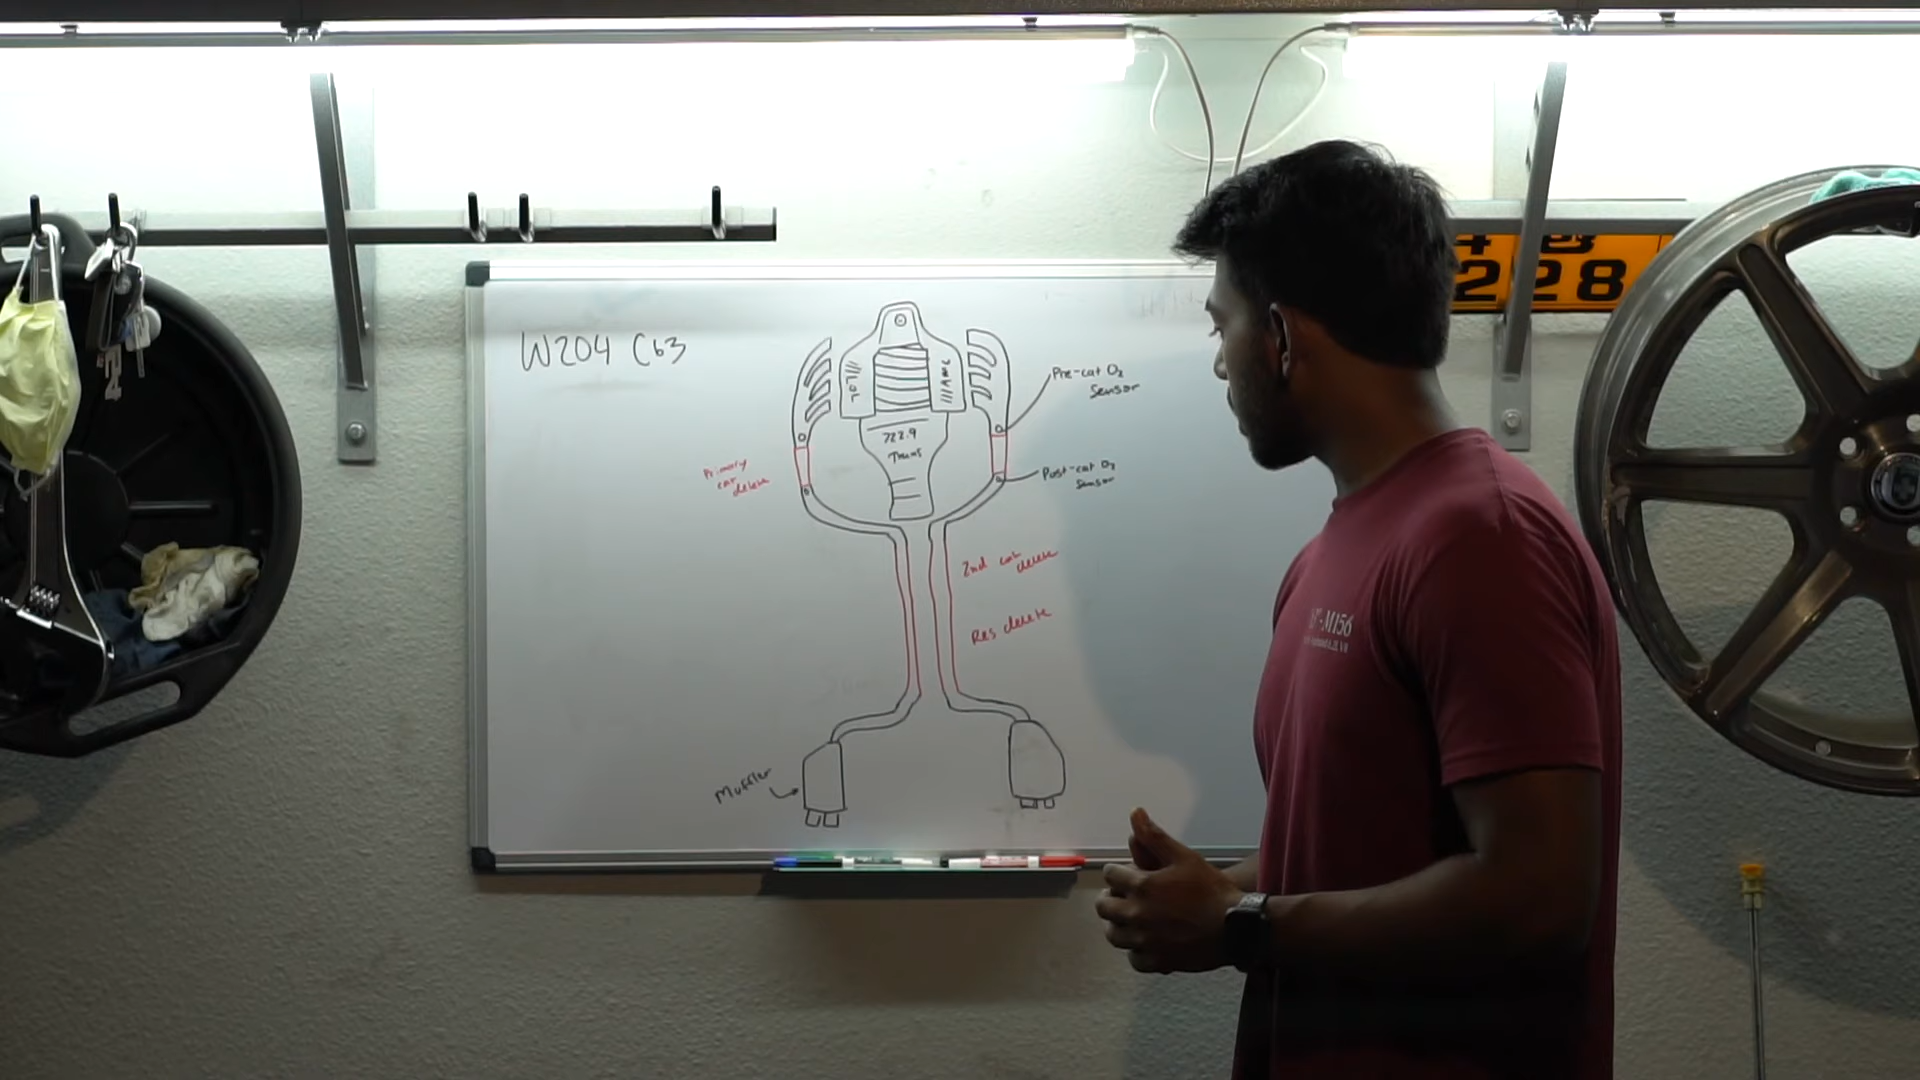 W204 C63
AMG
Pre-cat O2
Sensor
722.9
Trans
Primary
cat
delete
Post-cat O2
Sensor
2nd cat
delete
Res delete
Muffler
228
M156